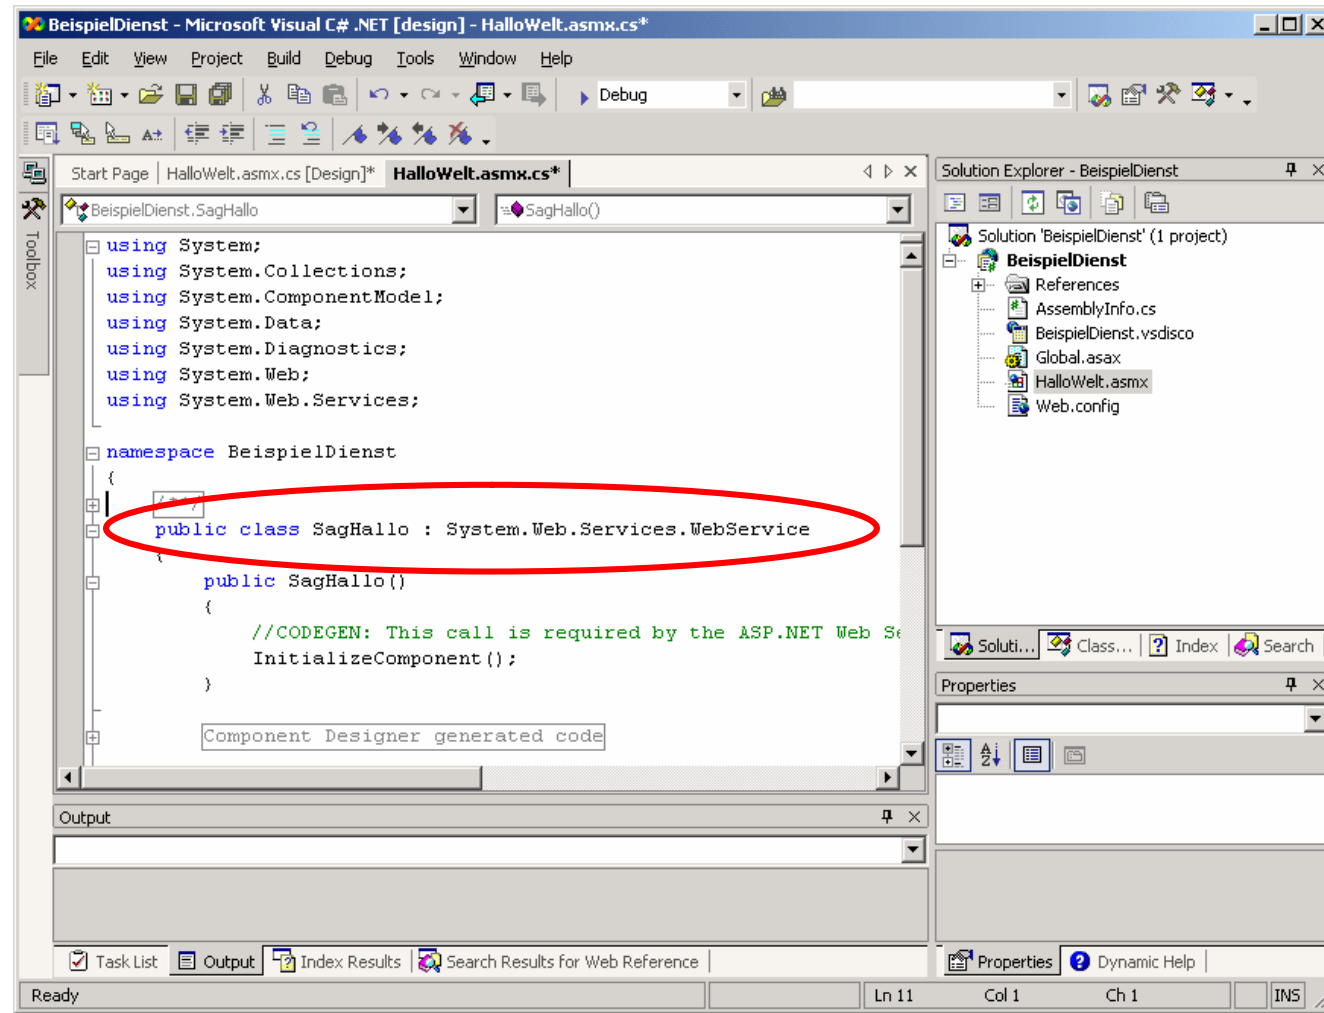 BeispielDienst - Microsoft Visual C# .NET [design] - HalloWelt.asmx.cs*
File Edit View Project Build Debug Tools Window Help
Debug
Start Page HalloWelt.asmx.cs [Design]* HalloWelt.asmx.cs*
BeispielDienst.SagHallo SagHallo()
Toolbox
using System;
using System.Collections;
using System.ComponentModel;
using System.Data;
using System.Diagnostics;
using System.Web;
using System.Web.Services;
namespace BeispielDienst
{
/**/
public class SagHallo : System.Web.Services.WebService
{
public SagHallo()
{
//CODEGEN: This call is required by the ASP.NET Web Se
InitializeComponent();
}
Component Designer generated code
Solution Explorer - BeispielDienst
Solution 'BeispielDienst' (1 project)
BeispielDienst
References
AssemblyInfo.cs
BeispielDienst.vsdisco
Global.asax
HalloWelt.asmx
Web.config
Soluti... Class... Index Search
Properties
Output
Task List Output Index Results Search Results for Web Reference
Properties Dynamic Help
Ready Ln 11 Col 1 Ch 1 INS